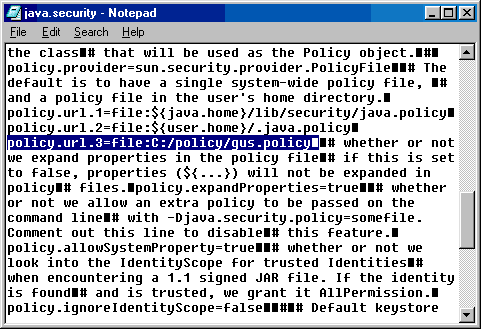 java.security - Notepad
File Edit Search Help
the class■# that will be used as the Policy object.■#■
policy.provider=sun.security.provider.PolicyFile■■# The
default is to have a single system-wide policy file, ■#
and a policy file in the user's home directory.■
policy.url.1=file:${java.home}/lib/security/java.policy■
policy.url.2=file:${user.home}/.java.policy■
policy.url.3=file:C:/policy/qus.policy■■# whether or not
we expand properties in the policy file■# if this is set
to false, properties (${...}) will not be expanded in
policy■# files.■policy.expandProperties=true■■# whether
or not we allow an extra policy to be passed on the
command line■# with -Djava.security.policy=somefile.
Comment out this line to disable■# this feature.■
policy.allowSystemProperty=true■■# whether or not we
look into the IdentityScope for trusted Identities■#
when encountering a 1.1 signed JAR file. If the identity
is found■# and is trusted, we grant it AllPermission.■
policy.ignoreIdentityScope=false■■#■# Default keystore